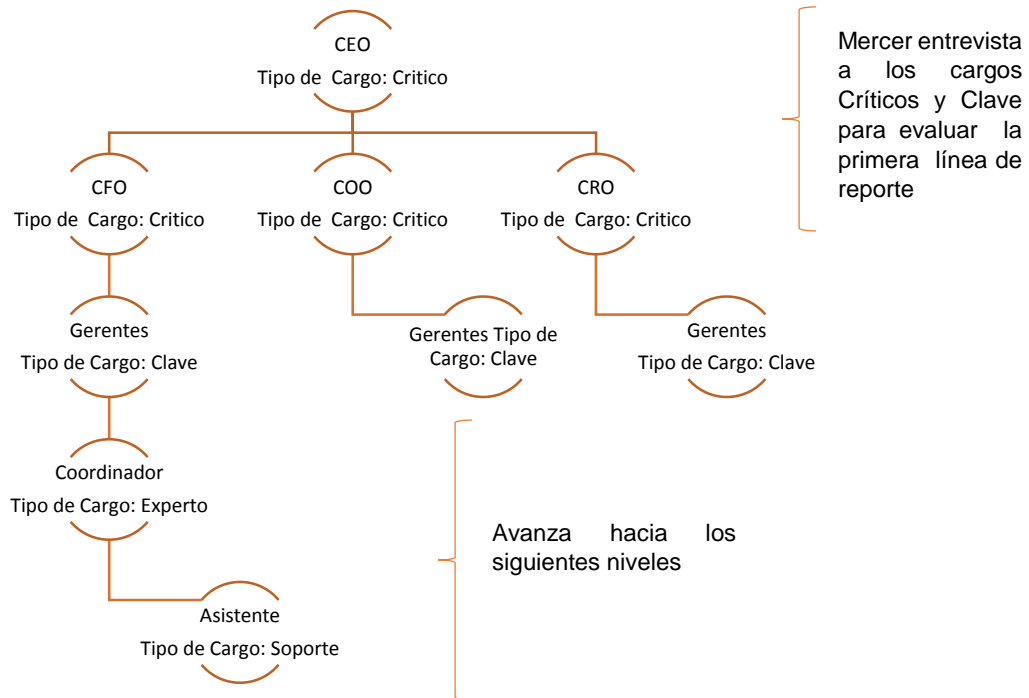 CEO
Tipo de Cargo: Critico
Mercer entrevista
a los cargos
Críticos y Clave
para evaluar la
primera línea de
reporte
CFO
Tipo de Cargo: Critico
COO
Tipo de Cargo: Critico
CRO
Tipo de Cargo: Critico
Gerentes
Tipo de Cargo: Clave
Gerentes Tipo de
Cargo: Clave
Gerentes
Tipo de Cargo: Clave
Coordinador
Tipo de Cargo: Experto
Avanza hacia los
siguientes niveles
Asistente
Tipo de Cargo: Soporte